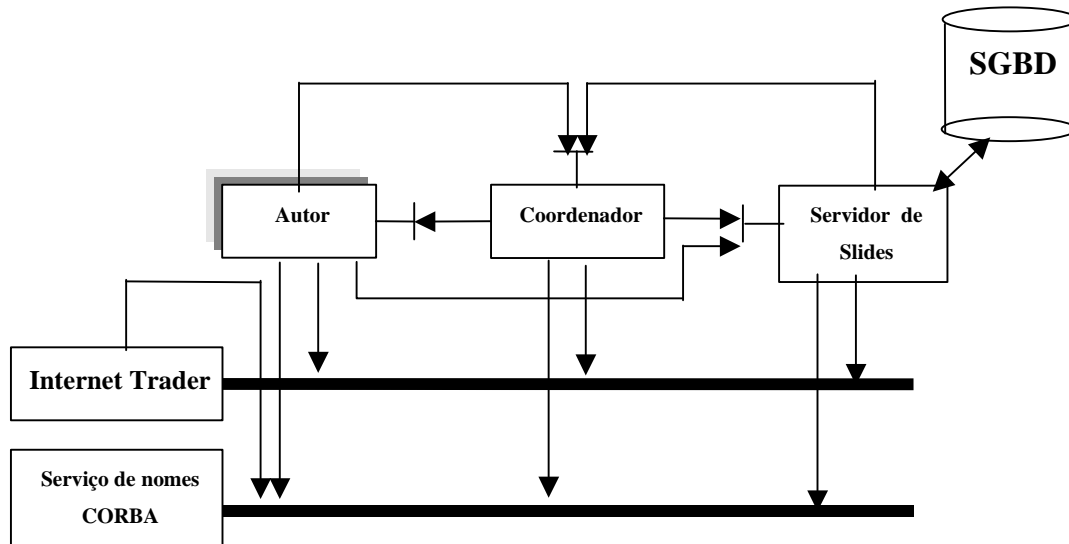 SGBD
Autor
Coordenador
Servidor de
Slides
Internet Trader
Serviço de nomes
CORBA